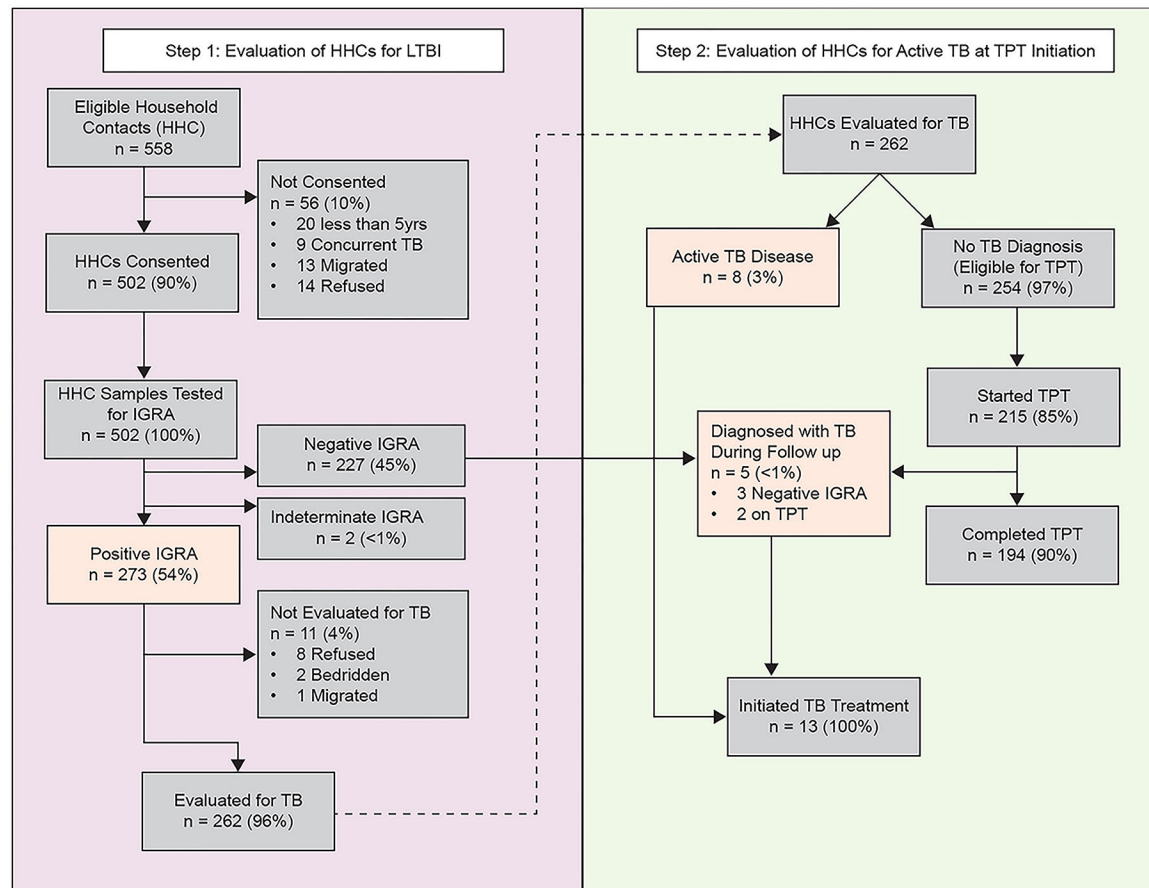 Step 1: Evaluation of HHCs for LTBI
Eligible Household
Contacts (HHC)
n = 558
Not Consented
n = 56 (10%)
• 20 less than 5yrs
• 9 Concurrent TB
• 13 Migrated
• 14 Refused
HHCs Consented
n = 502 (90%)
HHC Samples Tested
for IGRA
n = 502 (100%)
Negative IGRA
n = 227 (45%)
Indeterminate IGRA
n = 2 (<1%)
Positive IGRA
n = 273 (54%)
Not Evaluated for TB
n = 11 (4%)
• 8 Refused
• 2 Bedridden
• 1 Migrated
Evaluated for TB
n = 262 (96%)
Step 2: Evaluation of HHCs for Active TB at TPT Initiation
HHCs Evaluated for TB
n = 262
Active TB Disease
n = 8 (3%)
No TB Diagnosis
(Eligible for TPT)
n = 254 (97%)
Started TPT
n = 215 (85%)
Diagnosed with TB
During Follow up
n = 5 (<1%)
• 3 Negative IGRA
• 2 on TPT
Completed TPT
n = 194 (90%)
Initiated TB Treatment
n = 13 (100%)